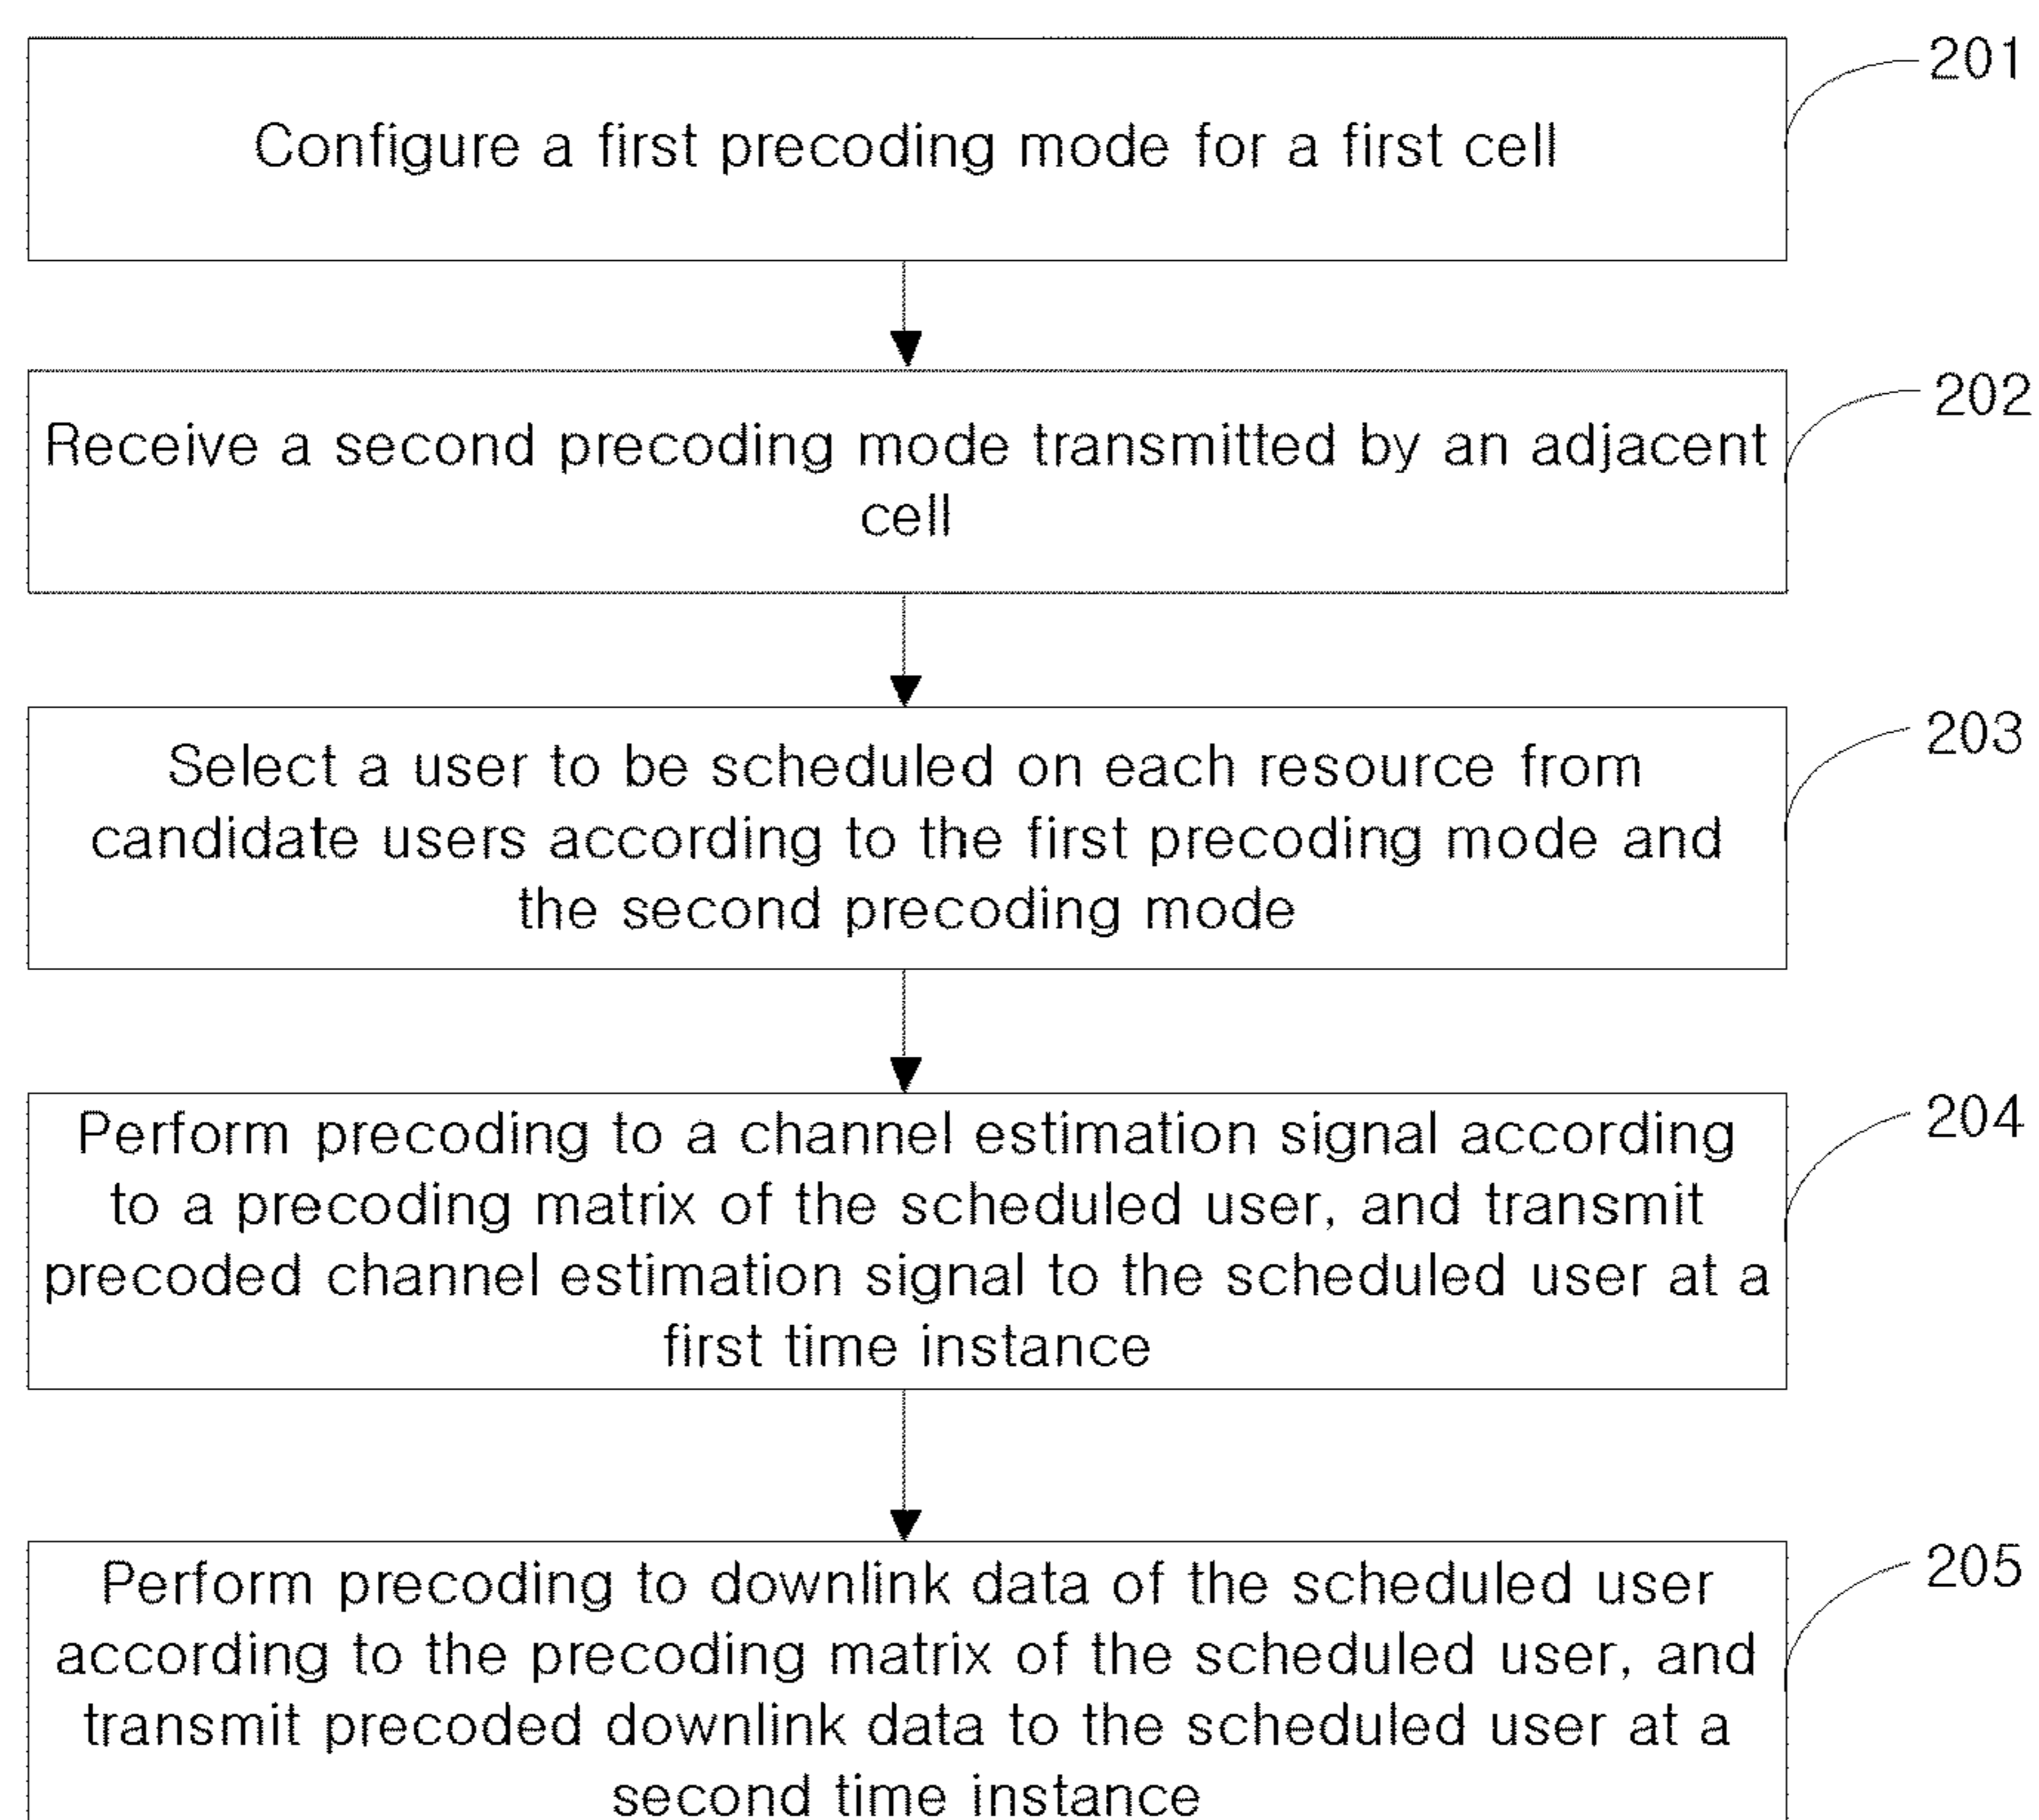 201
Configure a first precoding mode for a first cell
202
Receive a second precoding mode transmitted by an adjacent
cell
203
Select a user to be scheduled on each resource from
candidate users according to the first precoding mode and
the second precoding mode
204
Perform precoding to a channel estimation signal according
to a precoding matrix of the scheduled user, and transmit
precoded channel estimation signal to the scheduled user at a
first time instance
205
Perform precoding to downlink data of the scheduled user
according to the precoding matrix of the scheduled user, and
transmit precoded downlink data to the scheduled user at a
second time instance